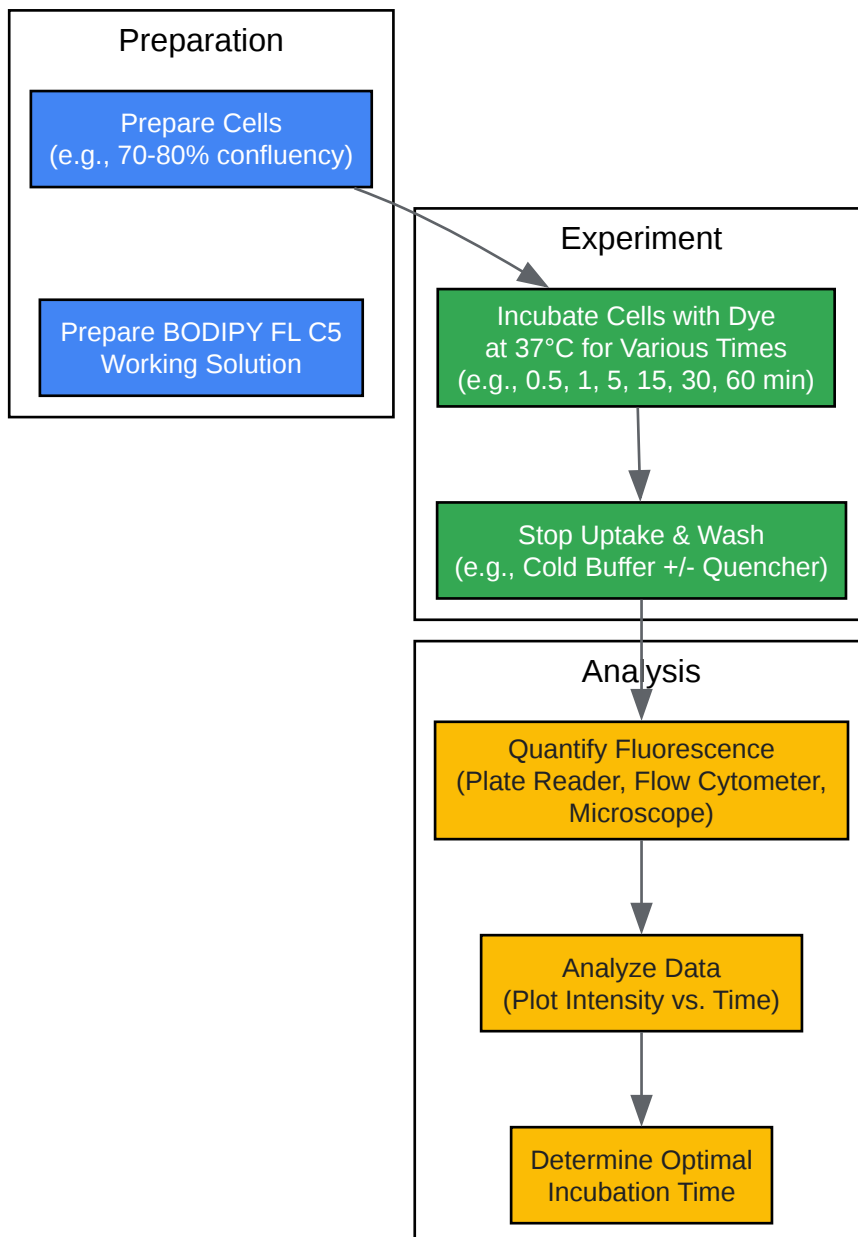 Preparation
Prepare Cells
(e.g., 70-80% confluency)
Prepare BODIPY FL C5
Working Solution
Experiment
Incubate Cells with Dye
at 37°C for Various Times
(e.g., 0.5, 1, 5, 15, 30, 60 min)
Stop Uptake & Wash
(e.g., Cold Buffer +/- Quencher)
Analysis
Quantify Fluorescence
(Plate Reader, Flow Cytometer,
Microscope)
Analyze Data
(Plot Intensity vs. Time)
Determine Optimal
Incubation Time